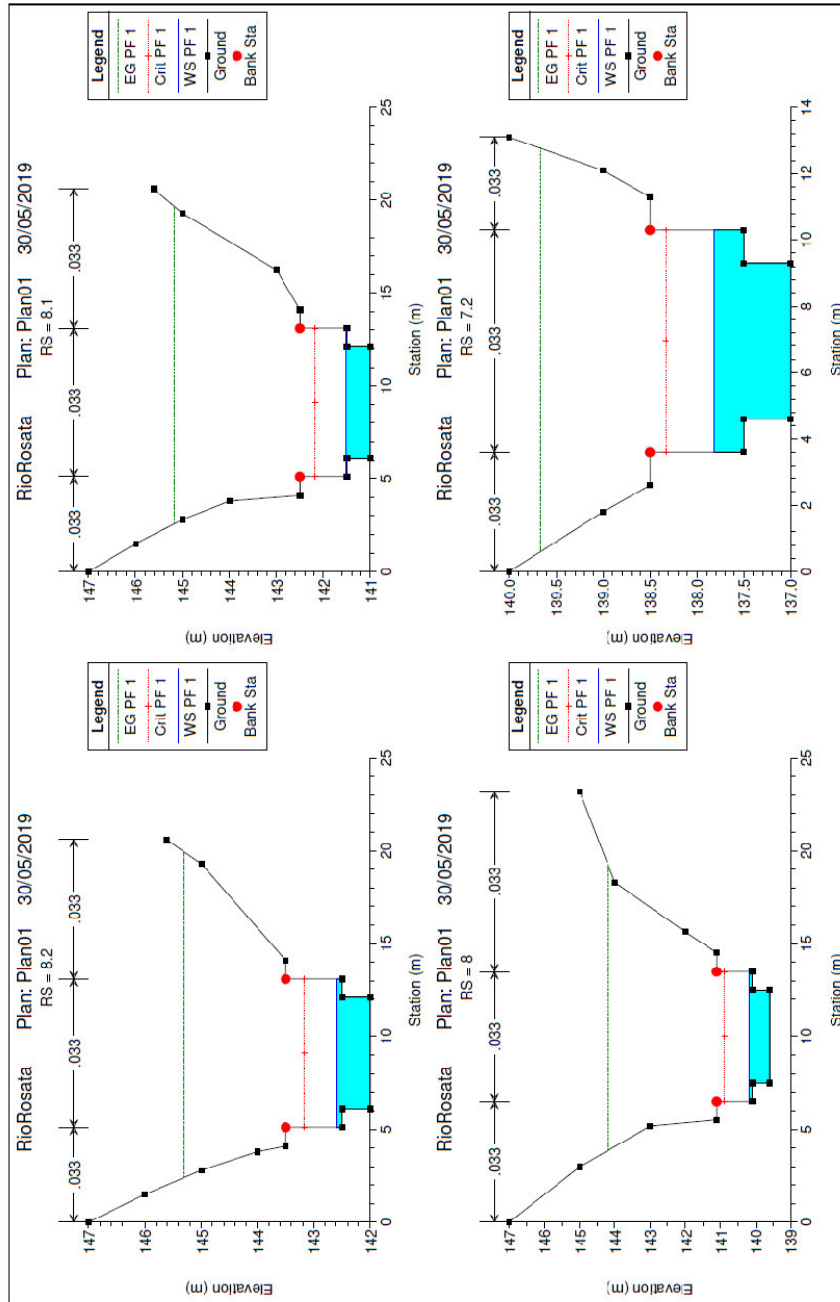 RioRosata Plan: Plan01 30/05/2019
RS = 8.2
.033 .033 .033
Legend
EG PF 1
Crit PF 1
WS PF 1
Ground
Bank Sta
147
146
145
144
143
142
Elevation (m)
0 5 10 15 20 25
Station (m)
RioRosata Plan: Plan01 30/05/2019
RS = 8.1
.033 .033 .033
Legend
EG PF 1
Crit PF 1
WS PF 1
Ground
Bank Sta
147
146
145
144
143
142
141
Elevation (m)
0 5 10 15 20 25
Station (m)
RioRosata Plan: Plan01 30/05/2019
RS = 8
.033 .033 .033
Legend
EG PF 1
Crit PF 1
WS PF 1
Ground
Bank Sta
147
146
145
144
143
142
141
140
139
Elevation (m)
0 5 10 15 20 25
Station (m)
RioRosata Plan: Plan01 30/05/2019
RS = 7.2
.033 .033 .033
Legend
EG PF 1
Crit PF 1
WS PF 1
Ground
Bank Sta
140.0
139.5
139.0
138.5
138.0
137.5
137.0
Elevation (m)
0 2 4 6 8 10 12 14
Station (m)